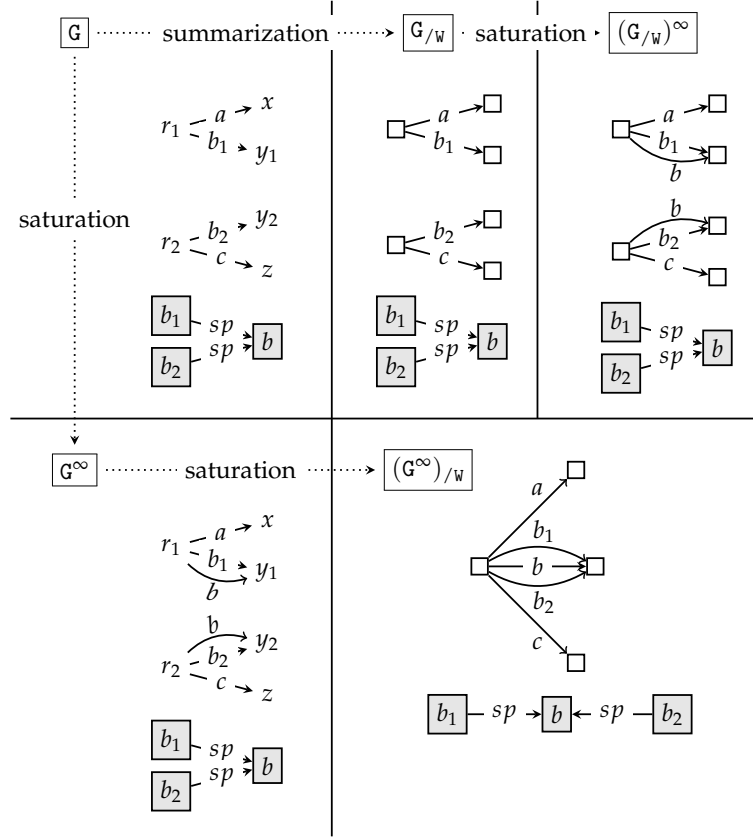 G summarization G/W saturation (G/W)∞
r₁ a x b₁ y₁
a b₁
a b₁ b
saturation
r₂ b₂ y₂ c z
b₂ c
b b₂ c
b₁ sp b₂ sp b
b₁ sp b₂ sp b
b₁ sp b₂ sp b
G∞ saturation (G∞)/W
r₁ a x b₁ y₁ b
r₂ b y₂ b₂ c z
b₁ sp b₂ sp b
a
b₁
b
b₂
c
b₁ sp b sp b₂